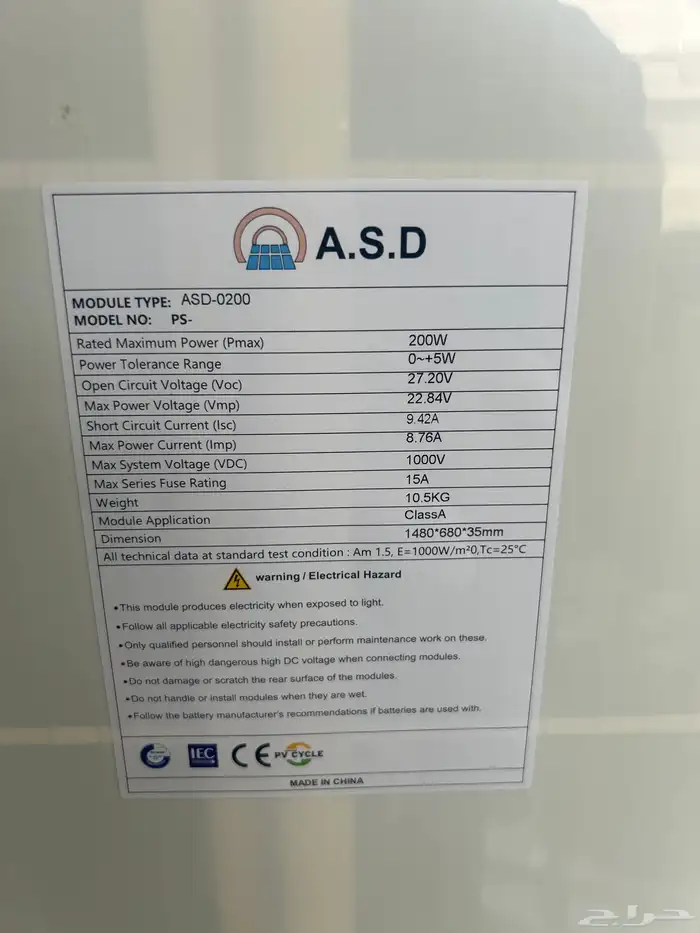 A.S.D
MODULE TYPE: ASD-0200
MODEL NO: PS-
Rated Maximum Power (Pmax) 200W
Power Tolerance Range 0~+5W
Open Circuit Voltage (Voc) 27.20V
Max Power Voltage (Vmp) 22.84V
Short Circuit Current (Isc) 9.42A
Max Power Current (Imp) 8.76A
Max System Voltage (VDC) 1000V
Max Series Fuse Rating 15A
Weight 10.5KG
Module Application ClassA
Dimension 1480*680*35mm
All technical data at standard test condition : Am 1.5, E=1000W/m²0,Tc=25°C
warning / Electrical Hazard
•This module produces electricity when exposed to light.
•Follow all applicable electricity safety precautions.
•Only qualified personnel should install or perform maintenance work on these.
•Be aware of high dangerous high DC voltage when connecting modules.
•Do not damage or scratch the rear surface of the modules.
•Do not handle or install modules when they are wet.
•Follow the battery manufacturer's recommendations if batteries are used with.
IEC CE PV CYCLE
MADE IN CHINA
حراج